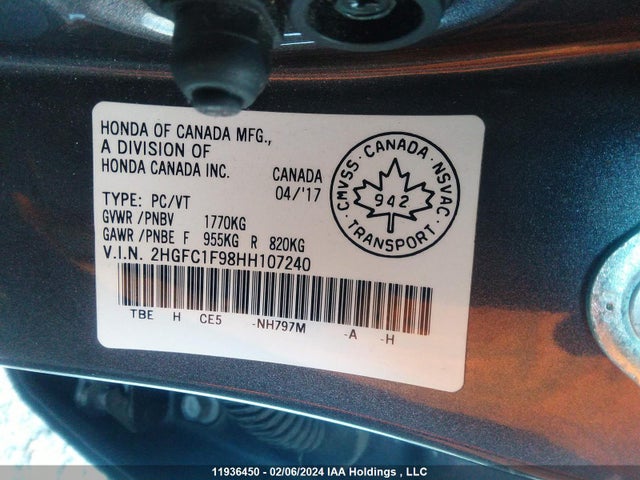 HONDA OF CANADA MFG.,
A DIVISION OF
HONDA CANADA INC.
CANADA
04/'17
TYPE: PC/VT
GVWR /PNBV 1770KG
GAWR /PNBE F 955KG R 820KG
V.I.N. 2HGFC1F98HH107240
TBE H CE5 -NH797M -A -H
CMVSS · CANADA · NSVAC
942
TRANSPORT
11936450 - 02/06/2024 IAA Holdings , LLC